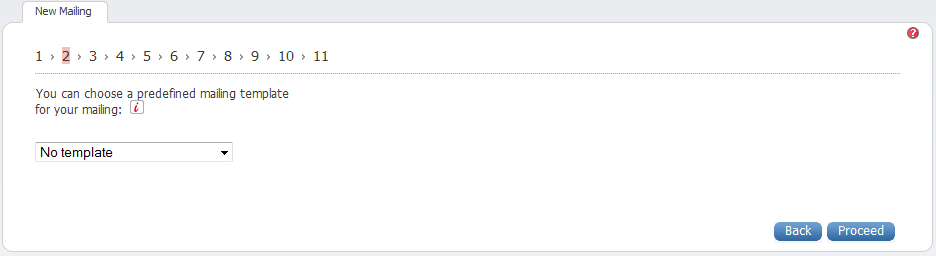 New Mailing
?
1 › 2 › 3 › 4 › 5 › 6 › 7 › 8 › 9 › 10 › 11
You can choose a predefined mailing template
for your mailing: i
No template
Back Proceed